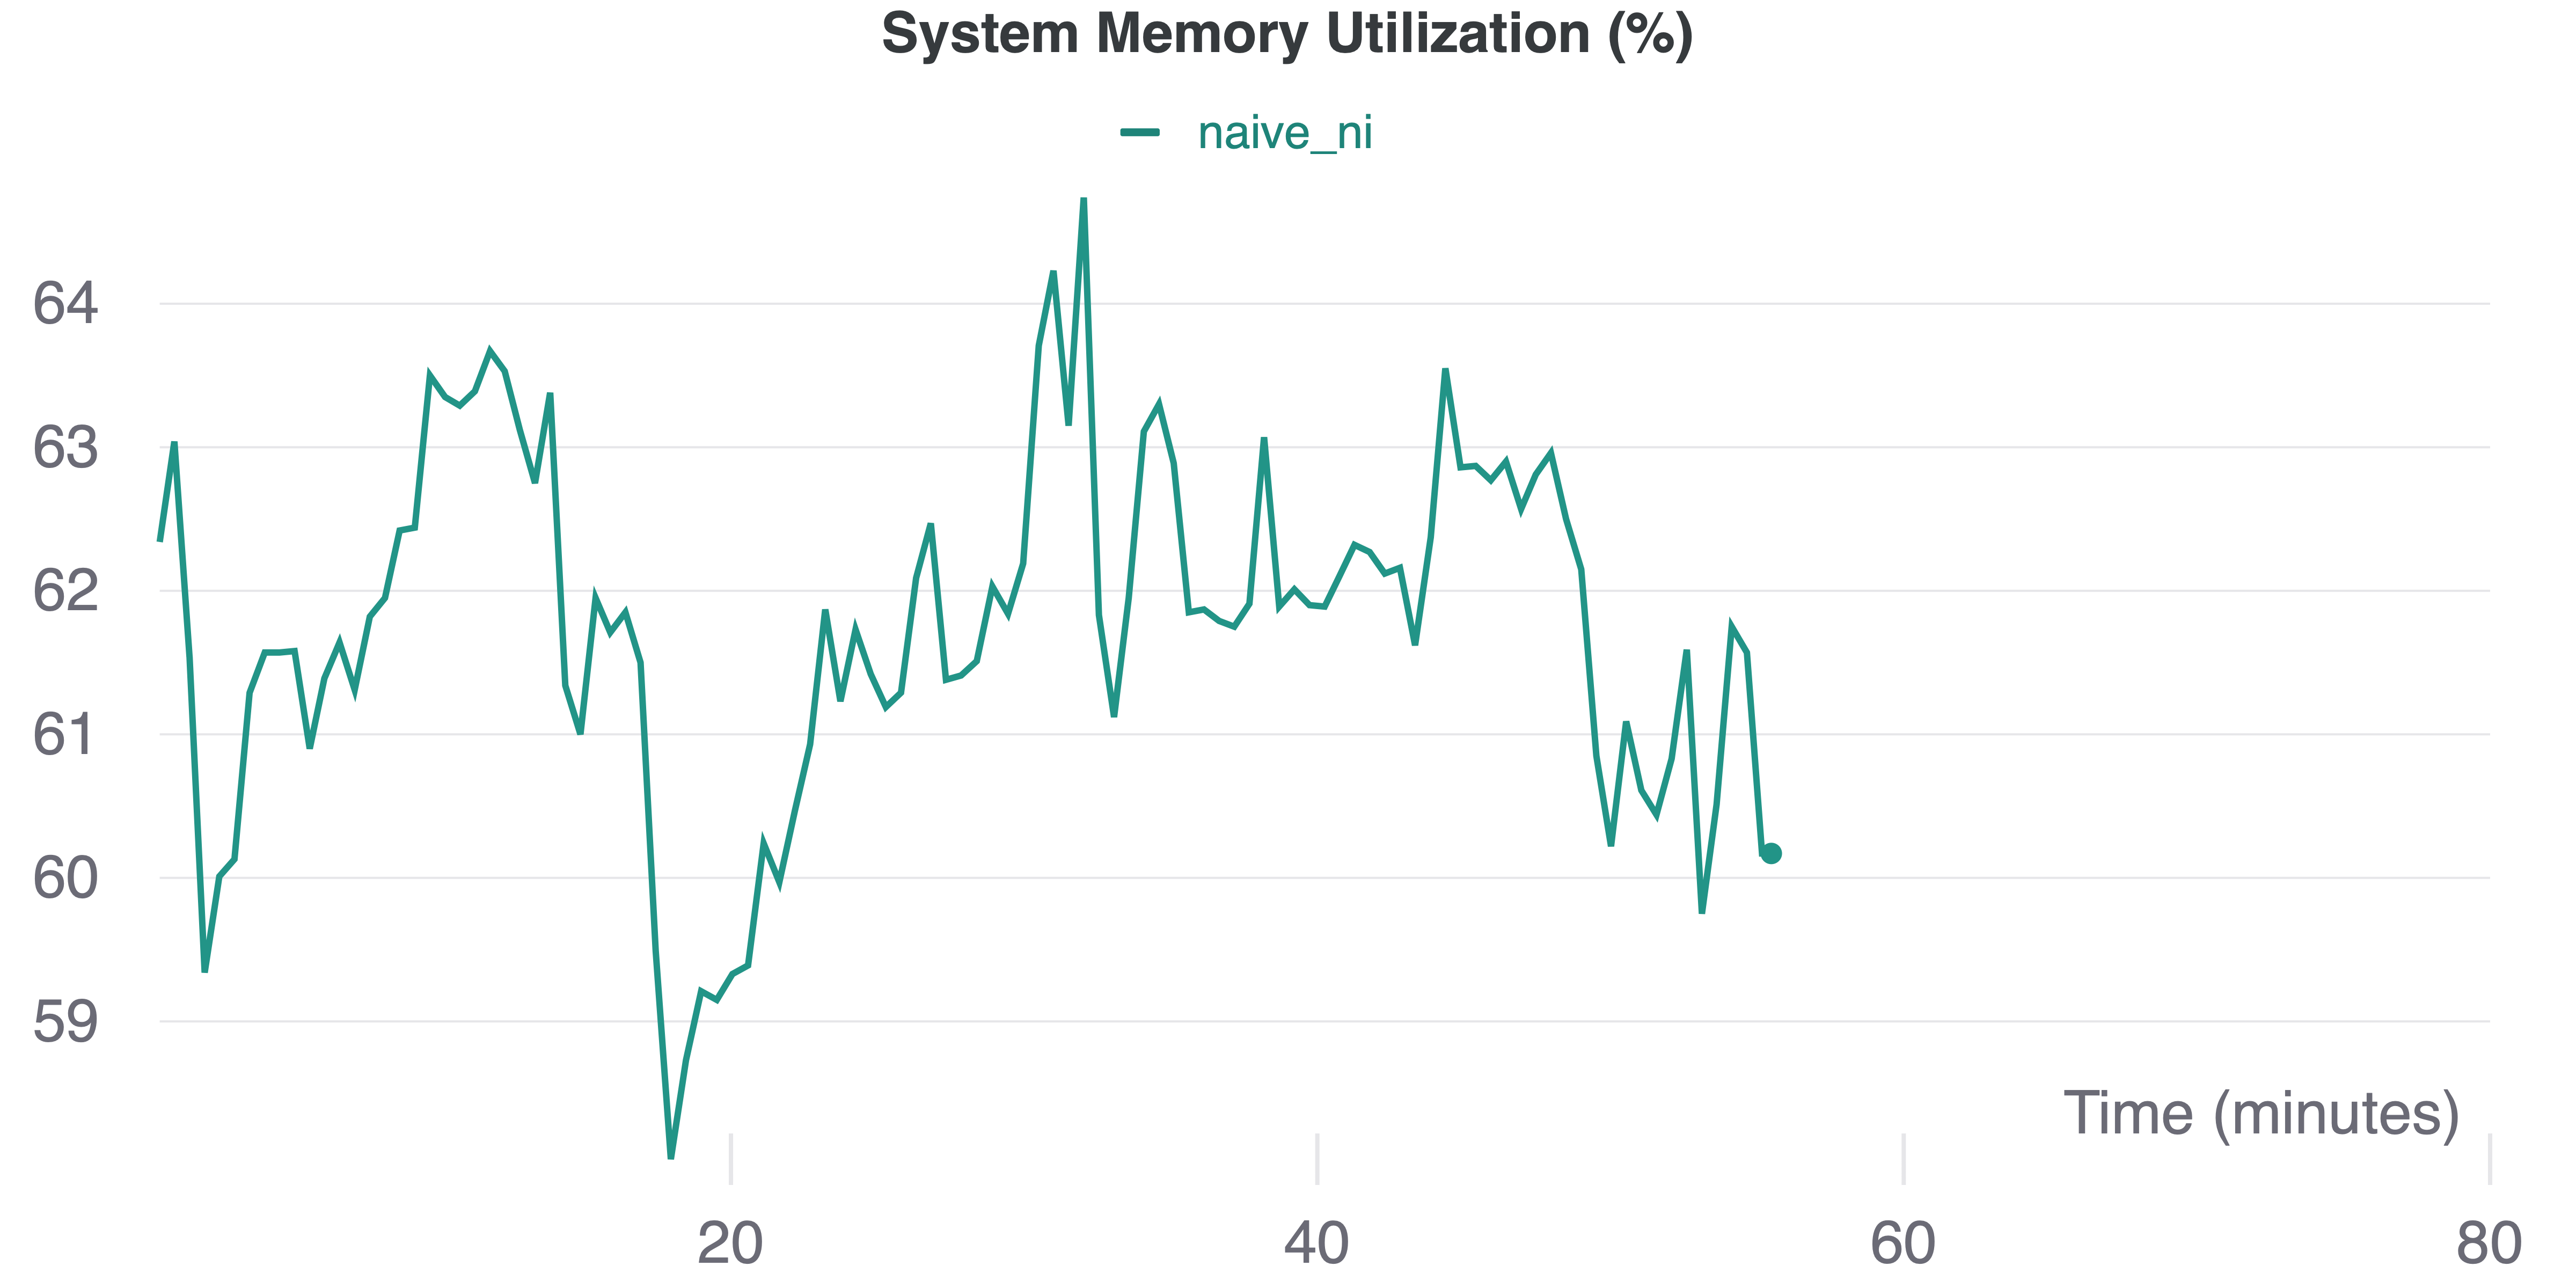 System Memory Utilization (%)
naive_ni
64
63
62
61
60
59
Time (minutes)
20 40 60 80